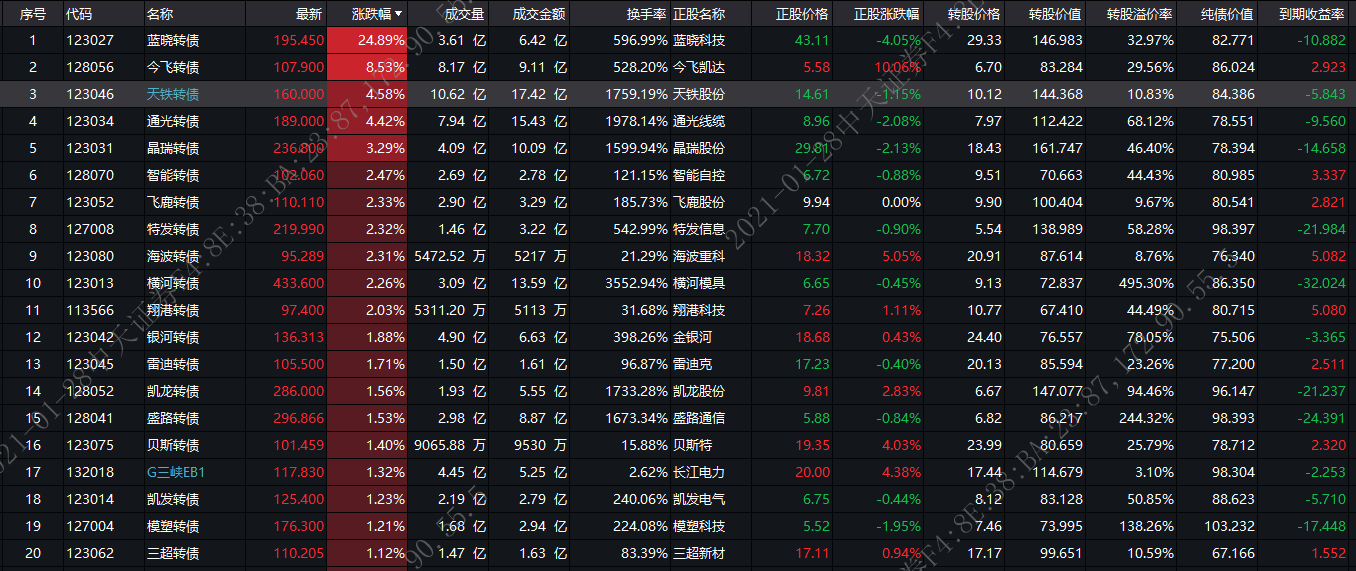 序号 代码 名称 最新 涨跌幅 成交量 成交金额 换手率 正股名称 正股价格 正股涨跌幅 转股价格 转股价值 转股溢价率 纯债价值 到期收益率
1 123027 蓝晓转债 195.450 24.89% 3.61 亿 6.42 亿 596.99% 蓝晓科技 43.11 -4.05% 29.33 146.983 32.97% 82.771 -10.882
2 128056 今飞转债 107.900 8.53% 8.17 亿 9.11 亿 528.20% 今飞凯达 5.58 10.06% 6.70 83.284 29.56% 86.024 2.923
3 123046 天铁转债 160.000 4.58% 10.62 亿 17.42 亿 1759.19% 天铁股份 14.61 -1.15% 10.12 144.368 10.83% 84.386 -5.843
4 123034 通光转债 189.000 4.42% 7.94 亿 15.43 亿 1978.14% 通光线缆 8.96 -2.08% 7.97 112.422 68.12% 78.551 -9.560
5 123031 晶瑞转债 236.800 3.29% 4.09 亿 10.09 亿 1599.94% 晶瑞股份 29.81 -2.13% 18.43 161.747 46.40% 78.394 -14.658
6 128070 智能转债 102.060 2.47% 2.69 亿 2.78 亿 121.15% 智能自控 6.72 -0.88% 9.51 70.663 44.43% 80.985 3.337
7 123052 飞鹿转债 110.110 2.33% 2.90 亿 3.29 亿 185.73% 飞鹿股份 9.94 0.00% 9.90 100.404 9.67% 80.541 2.821
8 127008 特发转债 219.990 2.32% 1.46 亿 3.22 亿 542.99% 特发信息 7.70 -0.90% 5.54 138.989 58.28% 98.397 -21.984
9 123080 海波转债 95.289 2.31% 5472.52 万 5217 万 21.29% 海波重科 18.32 5.05% 20.91 87.614 8.76% 76.340 5.082
10 123013 横河转债 433.600 2.26% 3.09 亿 13.59 亿 3552.94% 横河模具 6.65 -0.45% 9.13 72.837 495.30% 86.350 -32.024
11 113566 翔港转债 97.400 2.03% 5311.20 万 5113 万 31.68% 翔港科技 7.26 1.11% 10.77 67.410 44.49% 80.715 5.080
12 123042 银河转债 136.313 1.88% 4.90 亿 6.63 亿 398.26% 金银河 18.68 0.43% 24.40 76.557 78.05% 75.506 -3.365
13 123045 雷迪转债 105.500 1.71% 1.50 亿 1.61 亿 96.87% 雷迪克 17.23 -0.40% 20.13 85.594 23.26% 77.200 2.511
14 128052 凯龙转债 286.000 1.56% 1.93 亿 5.55 亿 1733.28% 凯龙股份 9.81 2.83% 6.67 147.077 94.46% 96.147 -21.237
15 128041 盛路转债 296.866 1.53% 2.98 亿 8.87 亿 1673.34% 盛路通信 5.88 -0.84% 6.82 86.217 244.32% 98.393 -24.391
16 123075 贝斯转债 101.459 1.40% 9065.88 万 9530 万 15.88% 贝斯特 19.35 4.03% 23.99 80.659 25.79% 78.712 2.320
17 132018 G三峡EB1 117.830 1.32% 4.45 亿 5.25 亿 2.62% 长江电力 20.00 4.38% 17.44 114.679 3.10% 98.304 -2.253
18 123014 凯发转债 125.400 1.23% 2.19 亿 2.79 亿 240.06% 凯发电气 6.75 -0.44% 8.12 83.128 50.85% 88.623 -5.710
19 127004 模塑转债 176.300 1.21% 1.68 亿 2.94 亿 224.08% 模塑科技 5.52 -1.95% 7.46 73.995 138.26% 103.232 -17.448
20 123062 三超转债 110.205 1.12% 1.47 亿 1.63 亿 83.39% 三超新材 17.11 0.94% 17.17 99.651 10.59% 67.166 1.552